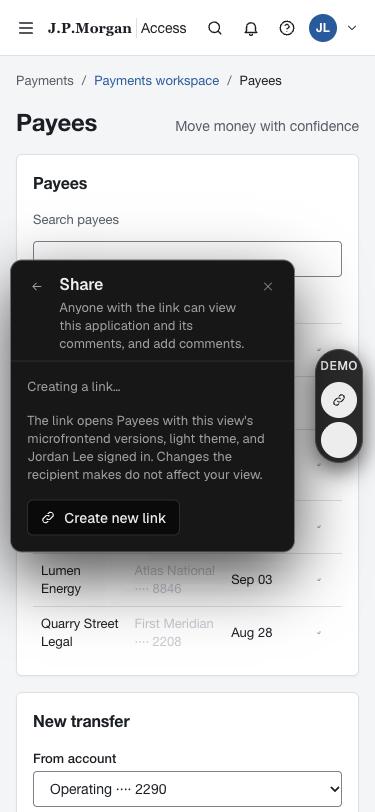 J.P.Morgan Access JL
Payments / Payments workspace / Payees
Payees Move money with confidence
Payees
Search payees
Share
Anyone with the link can view
this application and its
comments, and add comments.
DEMO
Creating a link…
The link opens Payees with this view's
microfrontend versions, light theme, and
Jordan Lee signed in. Changes the
recipient makes do not affect your view.
Create new link
Lumen
Energy
Atlas National
···· 8846
Sep 03
Quarry Street
Legal
First Meridian
···· 2208
Aug 28
New transfer
From account
Operating ···· 2290